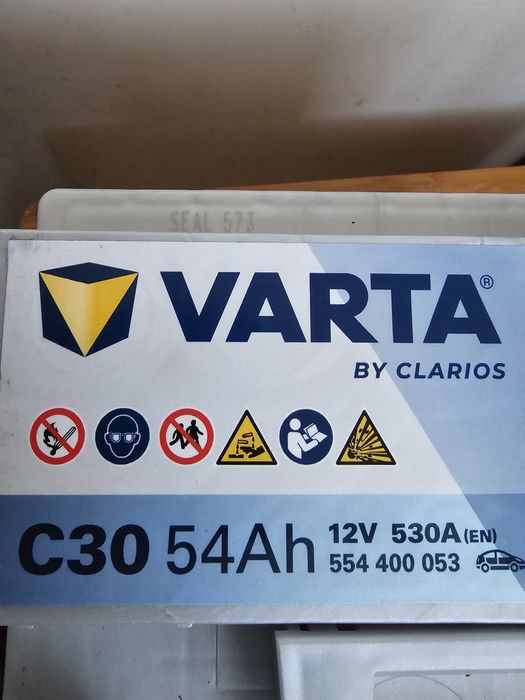 SEAL 573
VARTA®
BY CLARIOS
C30 54Ah 12V 530A (EN)
554 400 053